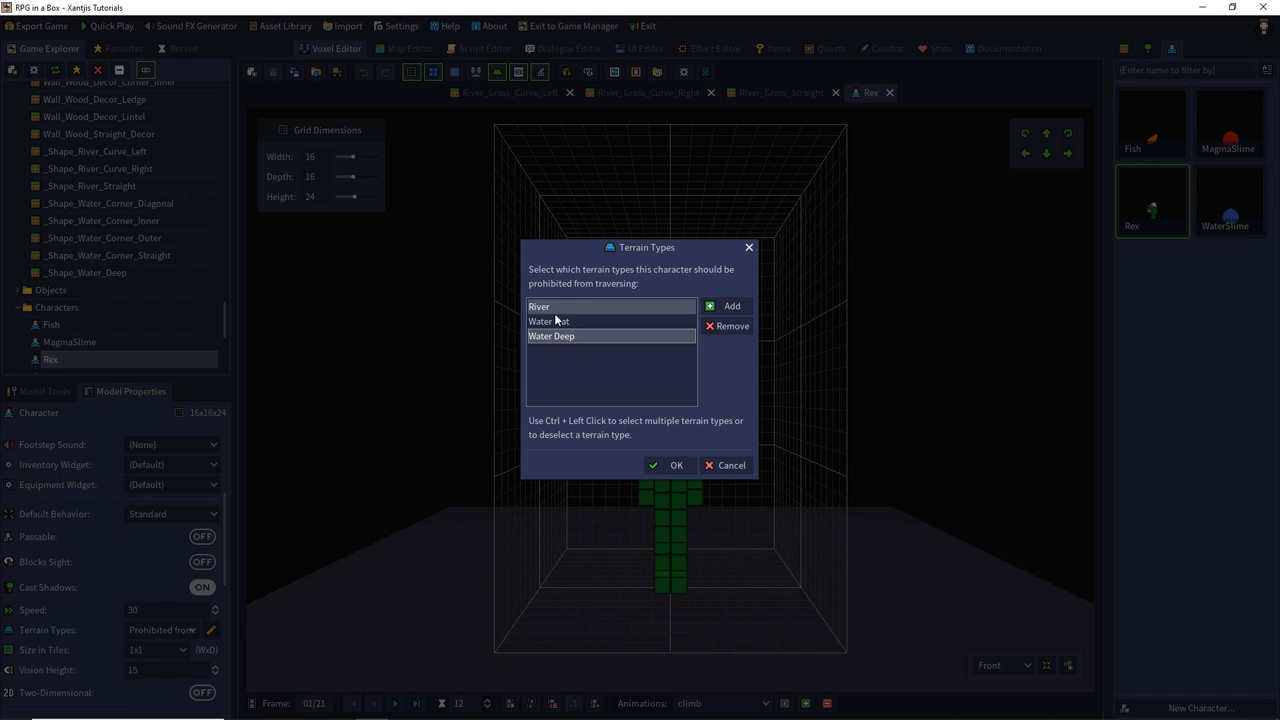 RPG in a Box — Xantjis Tutorials
Export Game
Quick Play
Sound FX Generator
Asset Library
Import
Settings
Help
About
Exit to Game Manager
Exit
Game Explorer
Favorites
Recent
Voxel Editor
Map Editor
Script Editor
Dialogue Editor
UI Editor
Effect Editor
Items
Quests
Combat
Stats
Documentation
(Enter name to filter by)
River_Grass_Curve_Left
River_Grass_Curve_Right
River_Grass_Straight
Rex
Wall_Wood_Decor_Corner_Inner
Wall_Wood_Decor_Ledge
Wall_Wood_Decor_Lintel
Wall_Wood_Straight_Decor
_Shape_River_Curve_Left
_Shape_River_Curve_Right
_Shape_River_Straight
_Shape_Water_Corner_Diagonal
_Shape_Water_Corner_Inner
_Shape_Water_Corner_Outer
_Shape_Water_Corner_Straight
_Shape_Water_Deep
Objects
Characters
Fish
MagmaSlime
Rex
Grid Dimensions
Width: 16
Depth: 16
Height: 24
Terrain Types
Select which terrain types this character should be
prohibited from traversing:
River
Water
Water Deep
Add
Remove
Use Ctrl + Left Click to select multiple terrain types or
to deselect a terrain type.
OK
Cancel
Fish
MagmaSlime
Rex
WaterSlime
Model Tools
Model Properties
Character
16x16x24
Footstep Sound: (None)
Inventory Widget: (Default)
Equipment Widget: (Default)
Default Behavior: Standard
Passable: OFF
Blocks Sight: OFF
Cast Shadows: ON
Speed: 30
Terrain Types: Prohibited from:
Size in Tiles: 1x1 (WxD)
Vision Height: 15
2D Two-Dimensional: OFF
Front
Frame: 01/21
12
Animations: climb
New Character...